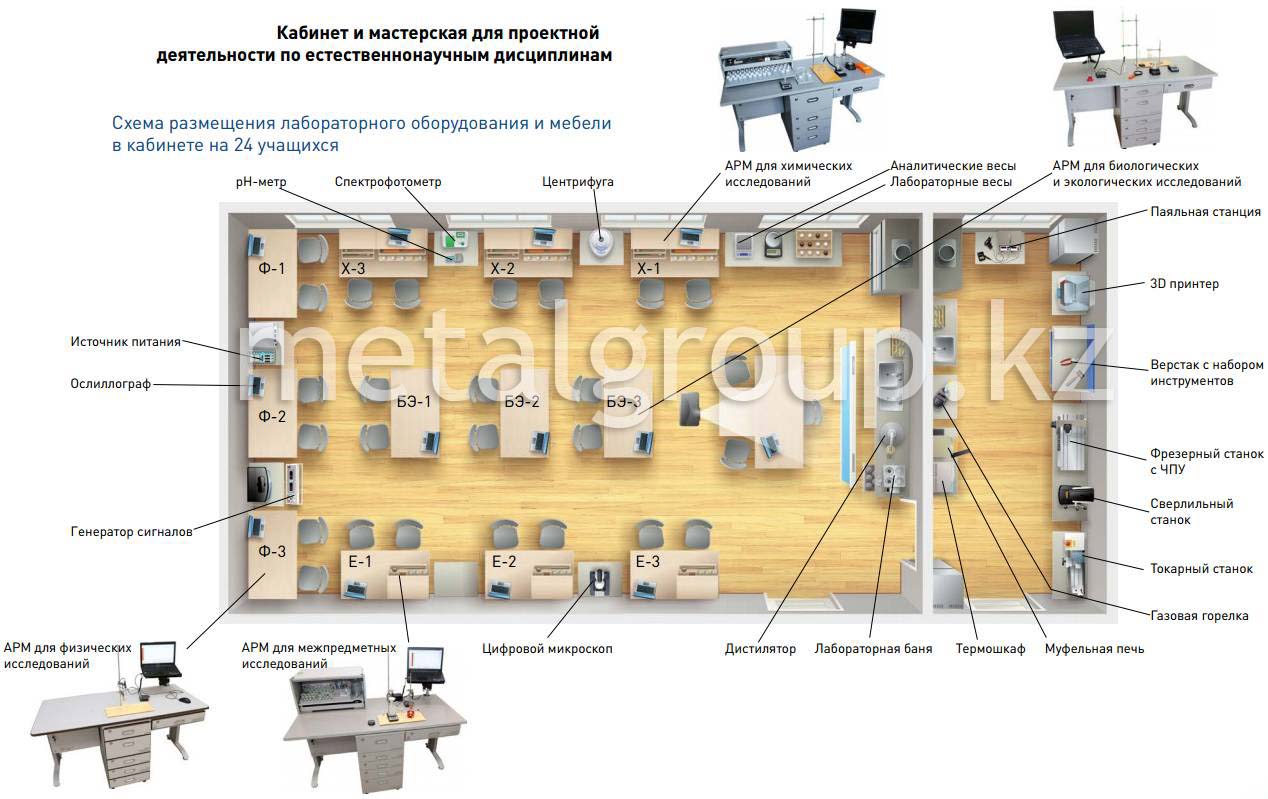 Кабинет и мастерская для проектной
деятельности по естественнонаучным дисциплинам
Схема размещения лабораторного оборудования и мебели
в кабинете на 24 учащихся
АРМ для химических
исследований
Аналитические весы
Лабораторные весы
АРМ для биологических
и экологических исследований
рН-метр
Спектрофотометр
Центрифуга
Паяльная станция
Ф-1
Х-3
Х-2
Х-1
3D принтер
Источник питания
metalgroup.kz
Верстак с набором
инструментов
Ослиллограф
Ф-2
БЭ-1
БЭ-2
БЭ-3
Фрезерный станок
с ЧПУ
Сверлильный
станок
Генератор сигналов
Ф-3
Е-1
Е-2
Е-3
Токарный станок
Газовая горелка
АРМ для физических
исследований
АРМ для межпредметных
исследований
Цифровой микроскоп
Дистилятор
Лабораторная баня
Термошкаф
Муфельная печь